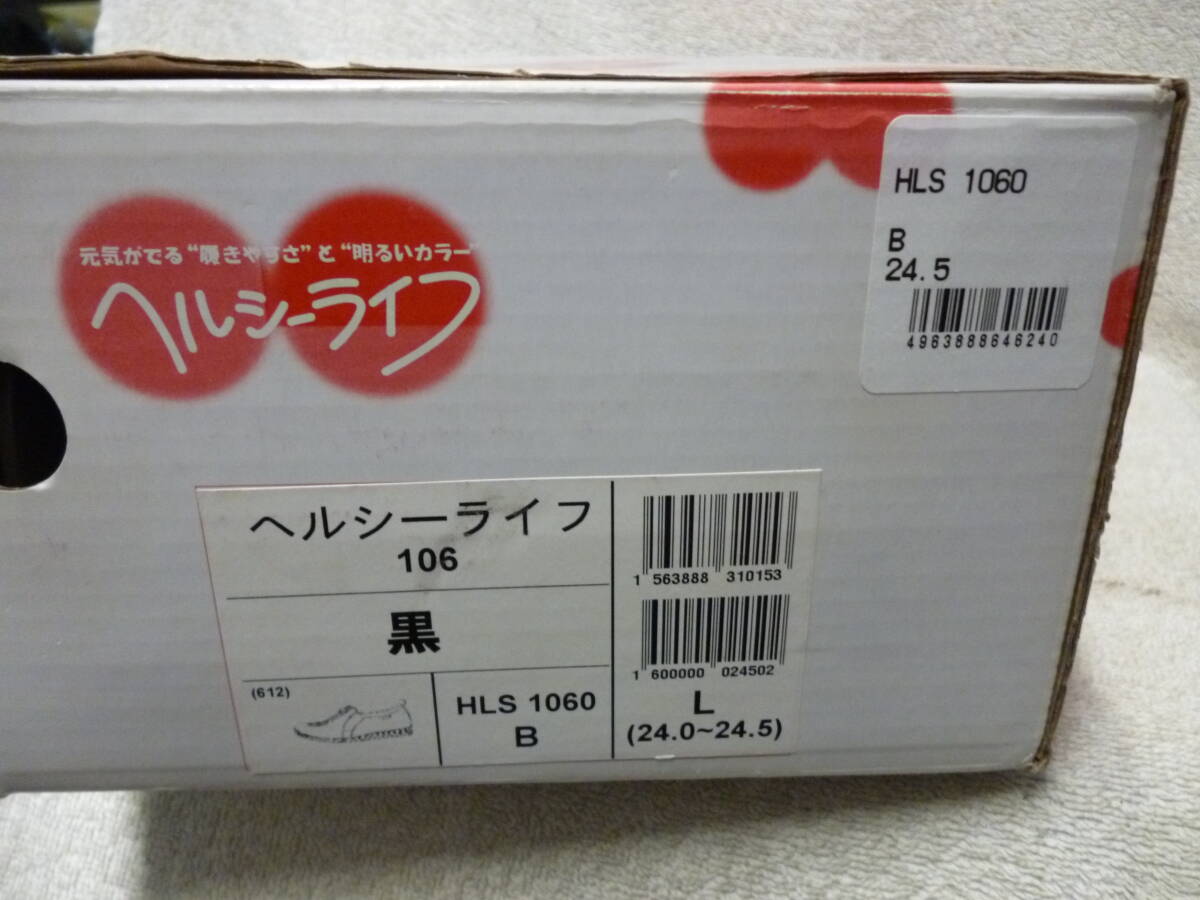 元気がでる“履きやすさ”と“明るいカラー”
ヘルシーライフ
HLS 1060
B
24.5
4963888646240
ヘルシーライフ
106
黒
(612)
HLS 1060
B
1 563888 310153
1 600000 024502
L
(24.0~24.5)